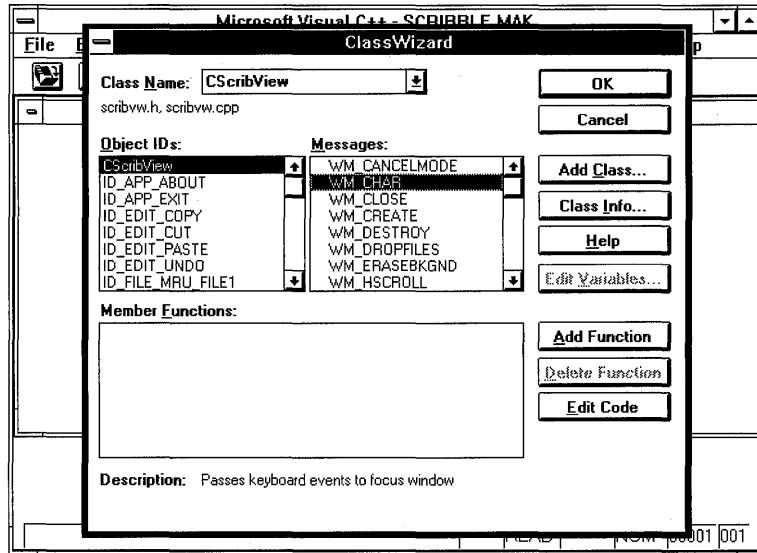 Microsoft Visual C++ - SCRIBBLE.MAK
File
ClassWizard
Class Name: CScribView
scribvw.h, scribvw.cpp
OK
Cancel
Object IDs:
CScribView
ID_APP_ABOUT
ID_APP_EXIT
ID_EDIT_COPY
ID_EDIT_CUT
ID_EDIT_PASTE
ID_EDIT_UNDO
ID_FILE_MRU_FILE1
Messages:
WM_CANCELMODE
WM_CHAR
WM_CLOSE
WM_CREATE
WM_DESTROY
WM_DROPFILES
WM_ERASEBKGND
WM_HSCROLL
Add Class...
Class Info...
Help
Edit Variables...
Member Functions:
Add Function
Delete Function
Edit Code
Description: Passes keyboard events to focus window
READ NUM 00001 001